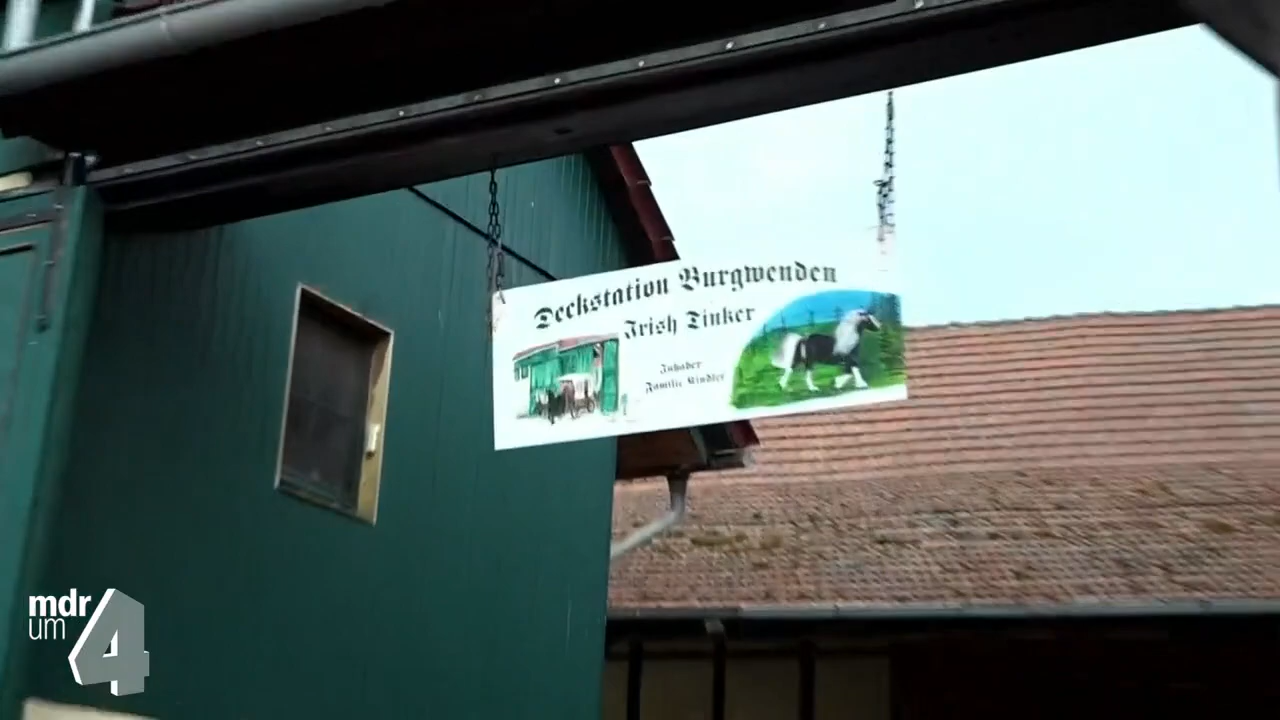 Deckstation Burgwenden
Irish Tinker
Inhaber
Familie Kindler
mdr
um
4